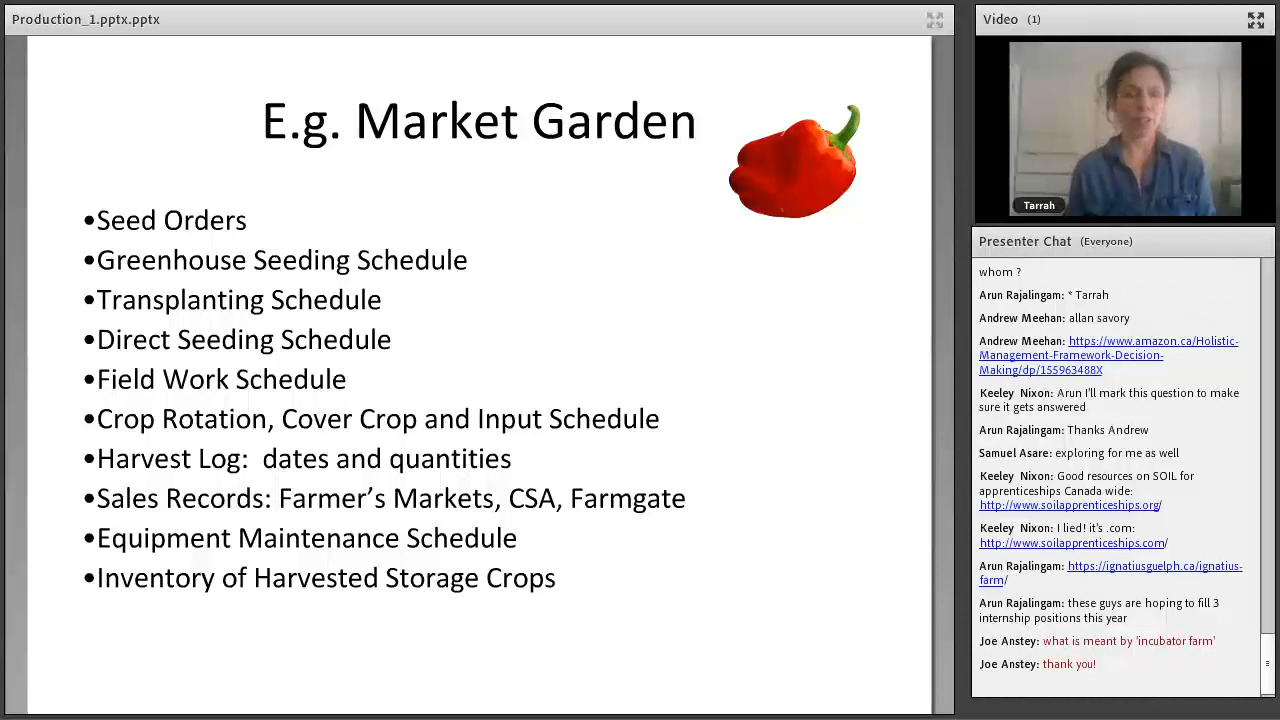 Production_1.pptx.pptx
E.g. Market Garden
•Seed Orders
•Greenhouse Seeding Schedule
•Transplanting Schedule
•Direct Seeding Schedule
•Field Work Schedule
•Crop Rotation, Cover Crop and Input Schedule
•Harvest Log:  dates and quantities
•Sales Records: Farmer’s Markets, CSA, Farmgate
•Equipment Maintenance Schedule
•Inventory of Harvested Storage Crops
Video (1)
Tarrah
Presenter Chat (Everyone)
whom ?
Arun Rajalingam: * Tarrah
Andrew Meehan: allan savory
Andrew Meehan: https://www.amazon.ca/Holistic-
Management-Framework-Decision-
Making/dp/155963488X
Keeley Nixon: Arun I'll mark this question to make
sure it gets answered
Arun Rajalingam: Thanks Andrew
Samuel Asare: exploring for me as well
Keeley Nixon: Good resources on SOIL for
apprenticeships Canada wide:
http://www.soilapprenticeships.org/
Keeley Nixon: I lied! it's .com:
http://www.soilapprenticeships.com/
Arun Rajalingam: https://ignatiusguelph.ca/ignatius-
farm/
Arun Rajalingam: these guys are hoping to fill 3
internship positions this year
Joe Anstey: what is meant by 'incubator farm'
Joe Anstey: thank you!